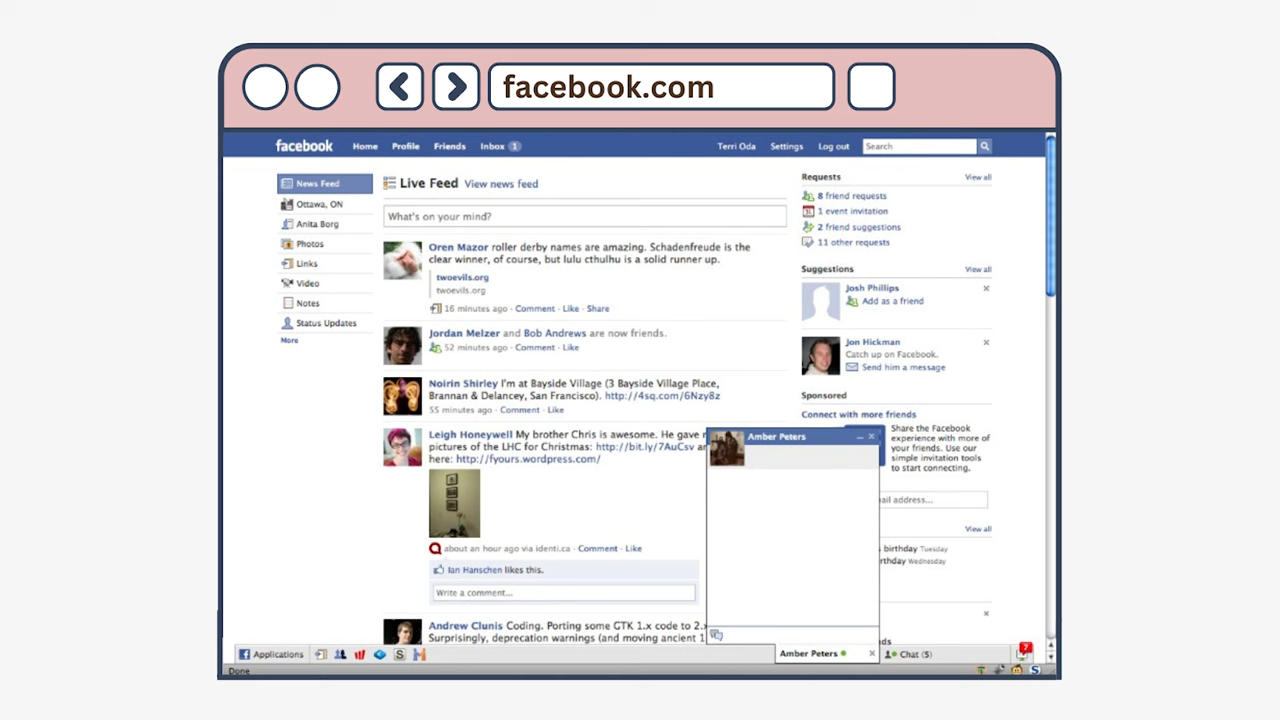 facebook.com
facebook Home Profile Friends Inbox 1 Terri Oda Settings Log out Search
News Feed
Ottawa, ON
Anita Borg
Photos
Links
Video
Notes
Status Updates
More
Live Feed View news feed
What's on your mind?
Oren Mazor roller derby names are amazing. Schadenfreude is the
clear winner, of course, but lulu cthulhu is a solid runner up.
twoevils.org
twoevils.org
16 minutes ago · Comment · Like · Share
Jordan Melzer and Bob Andrews are now friends.
52 minutes ago · Comment · Like
Noirin Shirley I'm at Bayside Village (3 Bayside Village Place,
Brannan & Delancey, San Francisco). http://4sq.com/6Nzy8z
55 minutes ago · Comment · Like
Leigh Honeywell My brother Chris is awesome. He gave
pictures of the LHC for Christmas: http://bit.ly/7AuCsv
here: http://fyours.wordpress.com/
about an hour ago via identi.ca · Comment · Like
Ian Hanschen likes this.
Write a comment...
Andrew Clunis Coding. Porting some GTK 1.x code to 2.
Surprisingly, deprecation warnings (and moving ancient 1
Requests View all
8 friend requests
1 event invitation
2 friend suggestions
11 other requests
Suggestions View all
Josh Phillips
Add as a friend
Jon Hickman
Catch up on Facebook.
Send him a message
Sponsored
Connect with more friends
Share the Facebook
experience with more of
your friends. Use our
simple invitation tools
to start connecting.
ail address...
View all
s birthday Tuesday
rthday Wednesday
nds
Amber Peters
Applications
S
Amber Peters
Chat (5)
7
Done
S